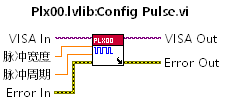 Plx00.lvlib:Config Pulse.vi
VISA In
VISA Out
PLX00
脉冲宽度
脉冲周期
Error In
Error Out